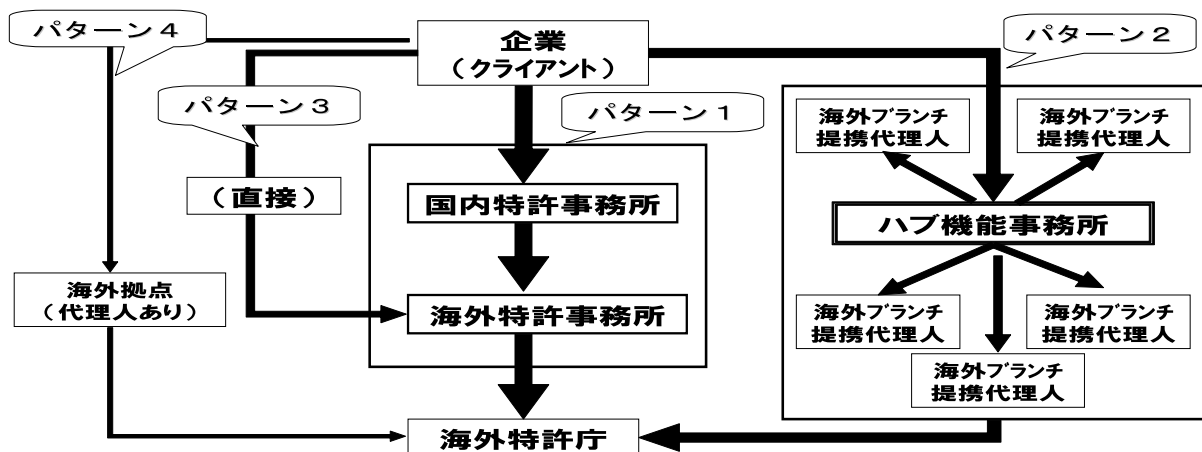 パターン４
企業
（クライアント）
パターン２
パターン３
パターン１
海外ブランチ
提携代理人
海外ブランチ
提携代理人
（直接）
国内特許事務所
ハブ機能事務所
海外拠点
（代理人あり）
海外特許事務所
海外ブランチ
提携代理人
海外ブランチ
提携代理人
海外ブランチ
提携代理人
海外特許庁